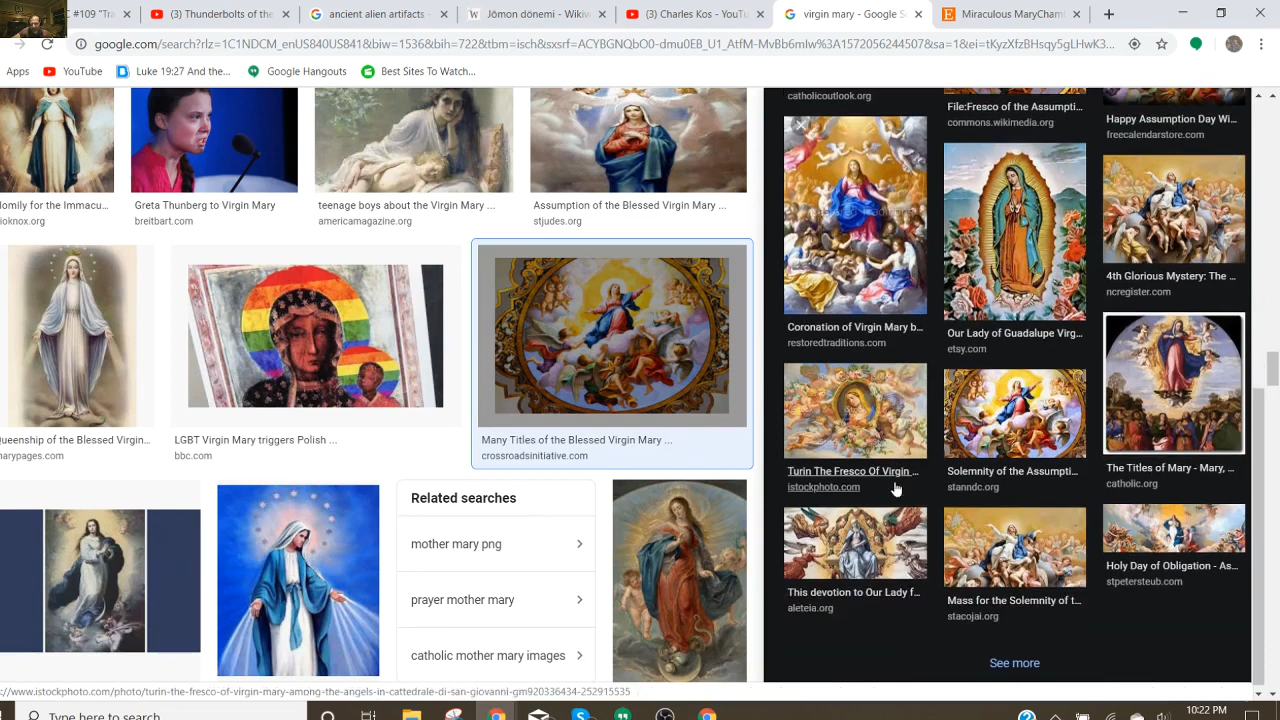 C #109 "Tra
(3) Thunderbolts of the
ancient alien artifacts
Jomon dönemi - Wikiw
(3) Charles Kos - YouTu
virgin mary - Google Se
Miraculous MaryCham
google.com/search?rlz=1C1NDCM_enUS840US841&biw=1536&bih=722&tbm=isch&sxsrf=ACYBGNQbO0-dmu0EB_U1_AtfM-MvBb6mIw%3A1572056244507&sa=1&ei=tKyzXfzBHsqy5gLHwK3...
Apps
YouTube
Luke 19:27 And the...
Google Hangouts
Best Sites To Watch...
catholicoutlook.org
File:Fresco of the Assumpti...
commons.wikimedia.org
Happy Assumption Day Wi...
freecalendarstore.com
omily for the Immacu...
ioknox.org
Greta Thunberg to Virgin Mary
breitbart.com
teenage boys about the Virgin Mary ...
americamagazine.org
Assumption of the Blessed Virgin Mary ...
stjudes.org
4th Glorious Mystery: The ...
ncregister.com
Coronation of Virgin Mary b...
restoredtraditions.com
Our Lady of Guadalupe Virg...
etsy.com
Queenship of the Blessed Virgin...
marypages.com
LGBT Virgin Mary triggers Polish ...
bbc.com
Many Titles of the Blessed Virgin Mary ...
crossroadsinitiative.com
Turin The Fresco Of Virgin ...
istockphoto.com
Solemnity of the Assumpti...
stanndc.org
The Titles of Mary - Mary, ...
catholic.org
Related searches
mother mary png
prayer mother mary
catholic mother mary images
This devotion to Our Lady f...
aleteia.org
Mass for the Solemnity of t...
stacojai.org
Holy Day of Obligation - As...
stpetersteub.com
See more
://www.istockphoto.com/photo/turin-the-fresco-of-virgin-mary-among-the-angels-in-cattedrale-di-san-giovanni-gm920336434-252915535
Type here to search
10:22 PM